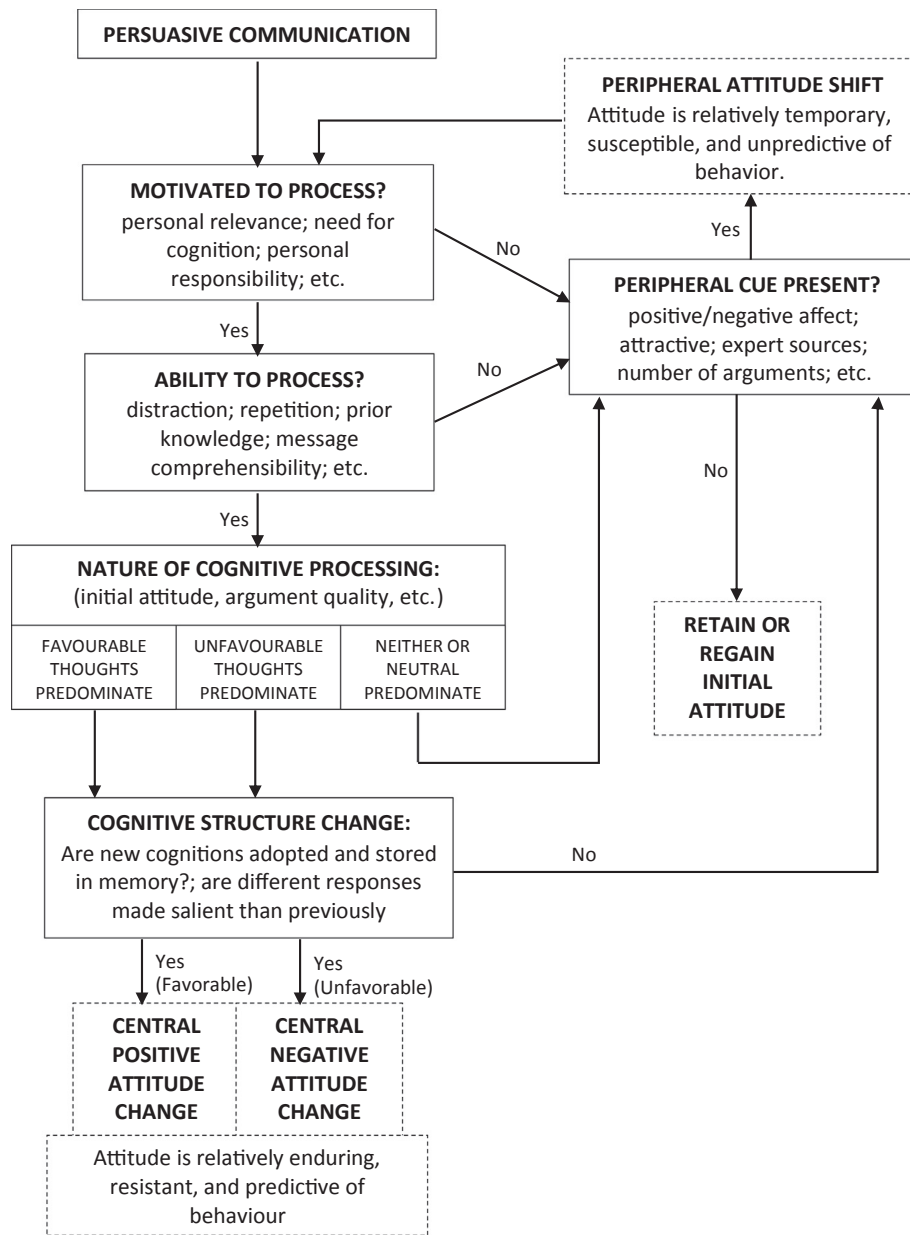 PERSUASIVE COMMUNICATION
PERIPHERAL ATTITUDE SHIFT
Attitude is relatively temporary,
susceptible, and unpredictive of
behavior.
MOTIVATED TO PROCESS?
personal relevance; need for
cognition; personal
responsibility; etc.
No
Yes
PERIPHERAL CUE PRESENT?
positive/negative affect;
attractive; expert sources;
number of arguments; etc.
Yes
ABILITY TO PROCESS?
distraction; repetition; prior
knowledge; message
comprehensibility; etc.
No
No
Yes
NATURE OF COGNITIVE PROCESSING:
(initial attitude, argument quality, etc.)
FAVOURABLE
THOUGHTS
PREDOMINATE
UNFAVOURABLE
THOUGHTS
PREDOMINATE
NEITHER OR
NEUTRAL
PREDOMINATE
RETAIN OR
REGAIN
INITIAL
ATTITUDE
COGNITIVE STRUCTURE CHANGE:
Are new cognitions adopted and stored
in memory?; are different responses
made salient than previously
No
Yes
(Favorable)
Yes
(Unfavorable)
CENTRAL
POSITIVE
ATTITUDE
CHANGE
CENTRAL
NEGATIVE
ATTITUDE
CHANGE
Attitude is relatively enduring,
resistant, and predictive of
behaviour